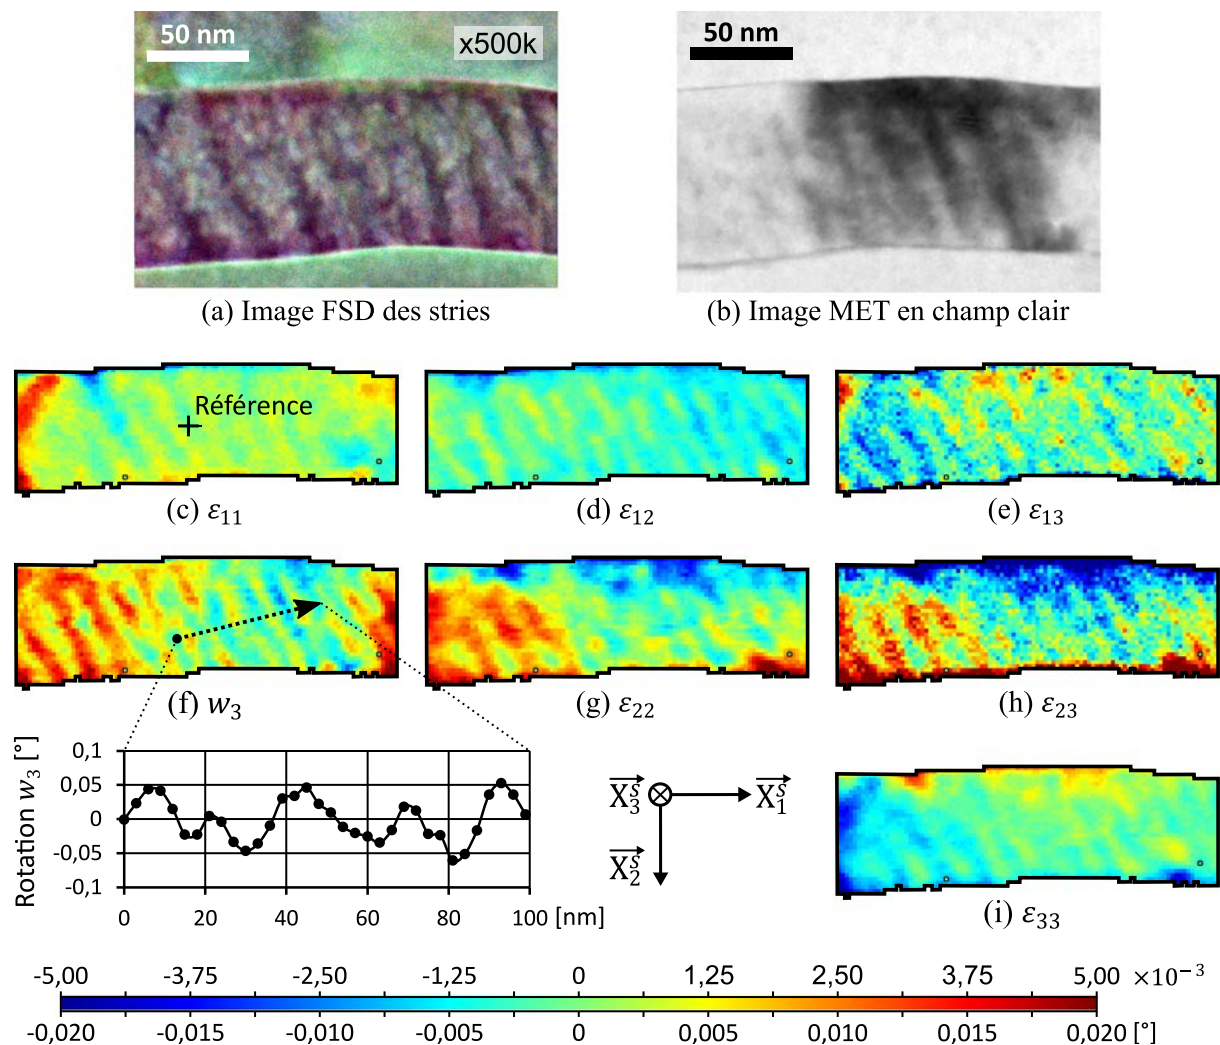 50 nm
x500k
50 nm
(a) Image FSD des stries
(b) Image MET en champ clair
Référence
(c) ε₁₁
(d) ε₁₂
(e) ε₁₃
(f) w₃
(g) ε₂₂
(h) ε₂₃
Rotation w₃ [°]
0,1
0,05
0
-0,05
-0,1
0 20 40 60 80 100 [nm]
X₃ˢ
X₁ˢ
X₂ˢ
(i) ε₃₃
-5,00 -3,75 -2,50 -1,25 0 1,25 2,50 3,75 5,00 ×10⁻³
-0,020 -0,015 -0,010 -0,005 0 0,005 0,010 0,015 0,020 [°]